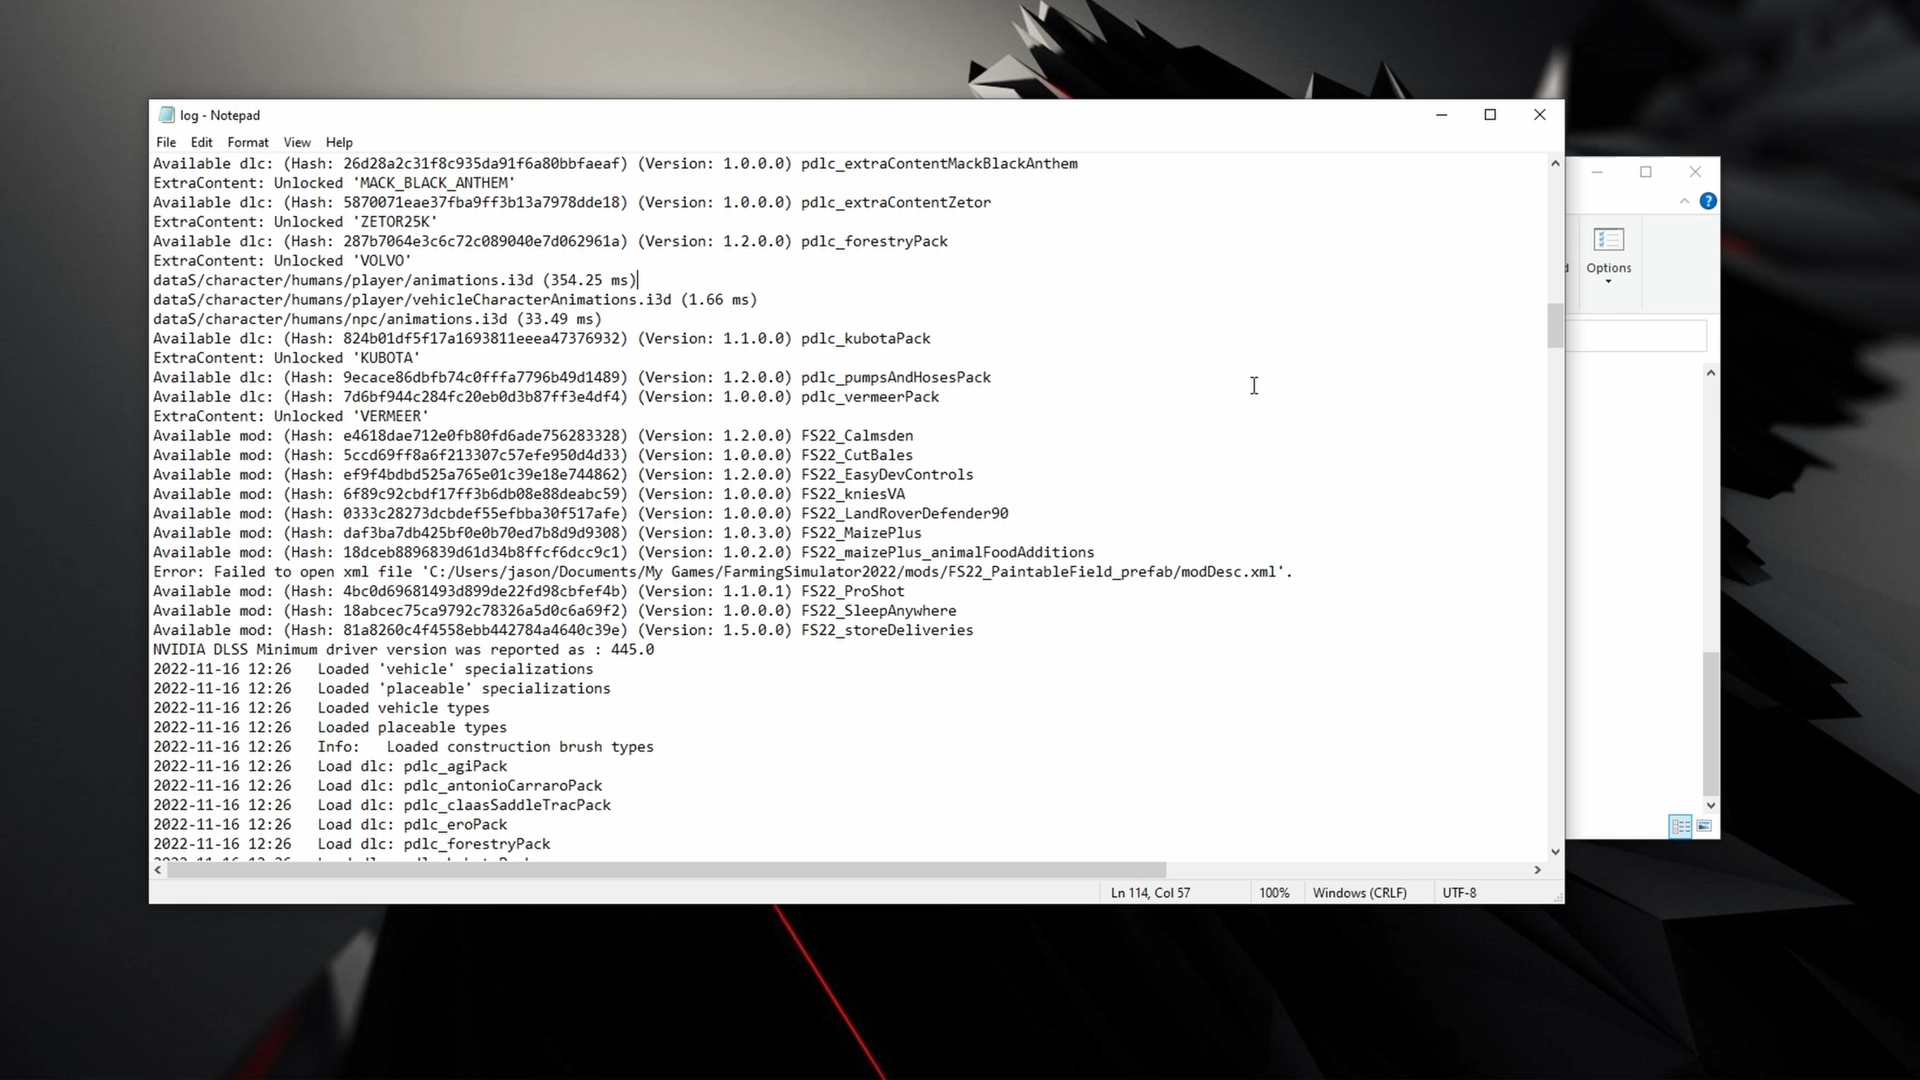 log - Notepad
File Edit Format View Help
Available dlc: (Hash: 26d28a2c31f8c935da91f6a80bbfaeaf) (Version: 1.0.0.0) pdlc_extraContentMackBlackAnthem
ExtraContent: Unlocked 'MACK_BLACK_ANTHEM'
Available dlc: (Hash: 5870071eae37fba9ff3b13a7978dde18) (Version: 1.0.0.0) pdlc_extraContentZetor
ExtraContent: Unlocked 'ZETOR25K'
Available dlc: (Hash: 287b7064e3c6c72c089040e7d062961a) (Version: 1.2.0.0) pdlc_forestryPack
ExtraContent: Unlocked 'VOLVO'
dataS/character/humans/player/animations.i3d (354.25 ms)
dataS/character/humans/player/vehicleCharacterAnimations.i3d (1.66 ms)
dataS/character/humans/npc/animations.i3d (33.49 ms)
Available dlc: (Hash: 824b01df5f17a1693811eeea47376932) (Version: 1.1.0.0) pdlc_kubotaPack
ExtraContent: Unlocked 'KUBOTA'
Available dlc: (Hash: 9ecace86dbfb74c0fffa7796b49d1489) (Version: 1.2.0.0) pdlc_pumpsAndHosesPack
Available dlc: (Hash: 7d6bf944c284fc20eb0d3b87ff3e4df4) (Version: 1.0.0.0) pdlc_vermeerPack
ExtraContent: Unlocked 'VERMEER'
Available mod: (Hash: e4618dae712e0fb80fd6ade756283328) (Version: 1.2.0.0) FS22_Calmsden
Available mod: (Hash: 5ccd69ff8a6f213307c57efe950d4d33) (Version: 1.0.0.0) FS22_CutBales
Available mod: (Hash: ef9f4bdbd525a765e01c39e18e744862) (Version: 1.2.0.0) FS22_EasyDevControls
Available mod: (Hash: 6f89c92cbdf17ff3b6db08e88deabc59) (Version: 1.0.0.0) FS22_kniesVA
Available mod: (Hash: 0333c28273dcbdef55efbba30f517afe) (Version: 1.0.0.0) FS22_LandRoverDefender90
Available mod: (Hash: daf3ba7db425bf0e0b70ed7b8d9d9308) (Version: 1.0.3.0) FS22_MaizePlus
Available mod: (Hash: 18dceb8896839d61d34b8ffcf6dcc9c1) (Version: 1.0.2.0) FS22_maizePlus_animalFoodAdditions
Error: Failed to open xml file 'C:/Users/jason/Documents/My Games/FarmingSimulator2022/mods/FS22_PaintableField_prefab/modDesc.xml'.
Available mod: (Hash: 4bc0d69681493d899de22fd98cbfef4b) (Version: 1.1.0.1) FS22_ProShot
Available mod: (Hash: 18abcec75ca9792c78326a5d0c6a69f2) (Version: 1.0.0.0) FS22_SleepAnywhere
Available mod: (Hash: 81a8260c4f4558ebb442784a4640c39e) (Version: 1.5.0.0) FS22_storeDeliveries
NVIDIA DLSS Minimum driver version was reported as : 445.0
2022-11-16 12:26 Loaded 'vehicle' specializations
2022-11-16 12:26 Loaded 'placeable' specializations
2022-11-16 12:26 Loaded vehicle types
2022-11-16 12:26 Loaded placeable types
2022-11-16 12:26 Info: Loaded construction brush types
2022-11-16 12:26 Load dlc: pdlc_agiPack
2022-11-16 12:26 Load dlc: pdlc_antonioCarraroPack
2022-11-16 12:26 Load dlc: pdlc_claasSaddleTracPack
2022-11-16 12:26 Load dlc: pdlc_eroPack
2022-11-16 12:26 Load dlc: pdlc_forestryPack
Ln 114, Col 57 100% Windows (CRLF) UTF-8
Options